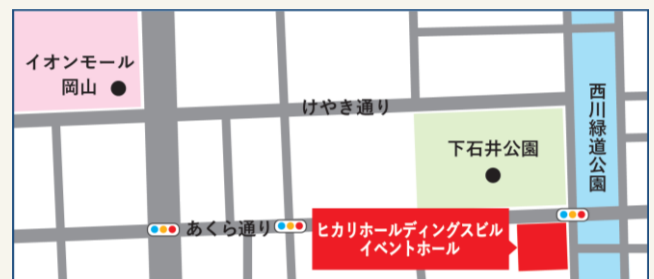 イオンモール
岡山
けやき通り
下石井公園
西川緑道公園
あくら通り
ヒカリホールディングスビル
イベントホール